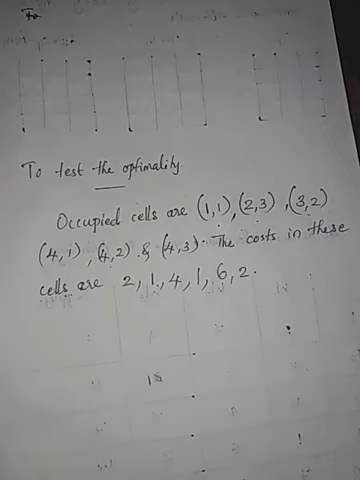 To
To test the optimality.
Occupied cells are (1,1), (2,3), (3,2)
(4,1), (4,2) & (4,3). The costs in these
cells are 2, 1, 4, 1, 6, 2.